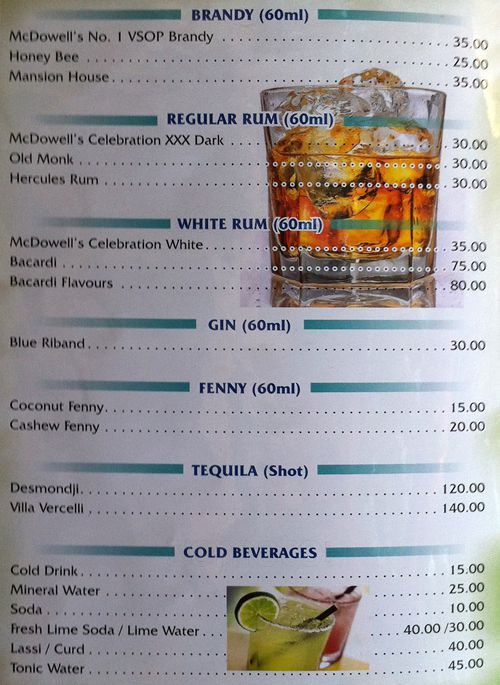 BRANDY (60ml)
McDowell's No. 1 VSOP Brandy . . . . . . . . . . . . . . . . . . . . 35.00
Honey Bee . . . . . . . . . . . . . . . . . . . . 25.00
Mansion House . . . . . . . . . . . . . . . . . . . . 35.00
REGULAR RUM (60ml)
McDowell's Celebration XXX Dark . . . . . . . . . . . . . . . . . . . . 30.00
Old Monk . . . . . . . . . . . . . . . . . . . . 30.00
Hercules Rum . . . . . . . . . . . . . . . . . . . . 30.00
WHITE RUM (60ml)
McDowell's Celebration White . . . . . . . . . . . . . . . . . . . . 35.00
Bacardi . . . . . . . . . . . . . . . . . . . . 75.00
Bacardi Flavours . . . . . . . . . . . . . . . . . . . . 80.00
GIN (60ml)
Blue Riband . . . . . . . . . . . . . . . . . . . . 30.00
FENNY (60ml)
Coconut Fenny . . . . . . . . . . . . . . . . . . . . 15.00
Cashew Fenny . . . . . . . . . . . . . . . . . . . . 20.00
TEQUILA (Shot)
Desmondji . . . . . . . . . . . . . . . . . . . . 120.00
Villa Vercelli . . . . . . . . . . . . . . . . . . . . 140.00
COLD BEVERAGES
Cold Drink . . . . . . . . . . . . . . . . . . . . 15.00
Mineral Water . . . . . . . . . . . . . . . . . . . . 25.00
Soda . . . . . . . . . . . . . . . . . . . . 10.00
Fresh Lime Soda / Lime Water . . . . . . . . . . . . . . . . . . . . 40.00 /30.00
Lassi / Curd . . . . . . . . . . . . . . . . . . . . 40.00
Tonic Water . . . . . . . . . . . . . . . . . . . . 45.00